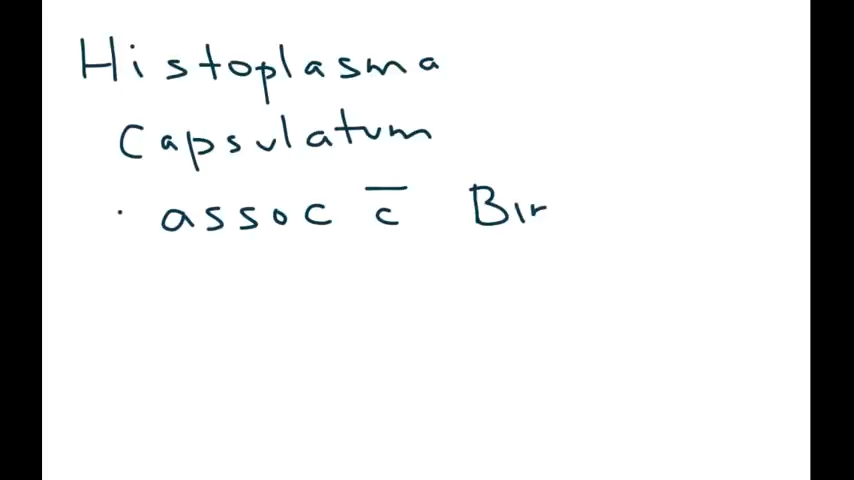 Histoplasma
Capsulatum
· assoc c̅ Bir